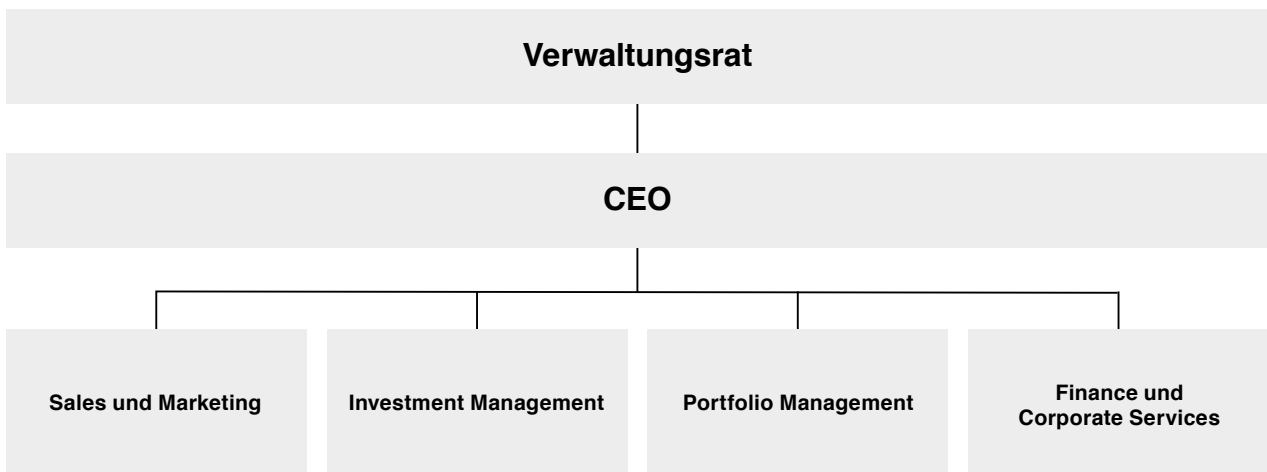 Verwaltungsrat
CEO
Sales und Marketing
Investment Management
Portfolio Management
Finance und
Corporate Services